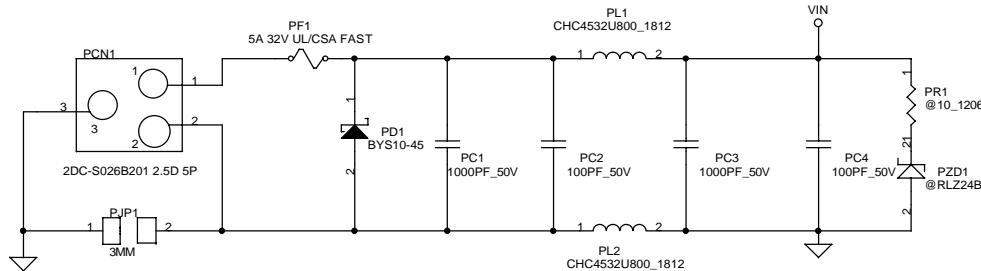 PCN1
1
3
3
2
1
2
2DC-S026B201 2.5D 5P
PJP1
1
2
3MM
PF1
5A 32V UL/CSA FAST
1
PD1
BYS10-45
2
PC1
1000PF_50V
PC2
100PF_50V
PL1
CHC4532U800_1812
1
2
1
2
PL2
CHC4532U800_1812
PC3
1000PF_50V
VIN
PC4
100PF_50V
1
PR1
@10_1206
21
PZD1
@RLZ24B
2